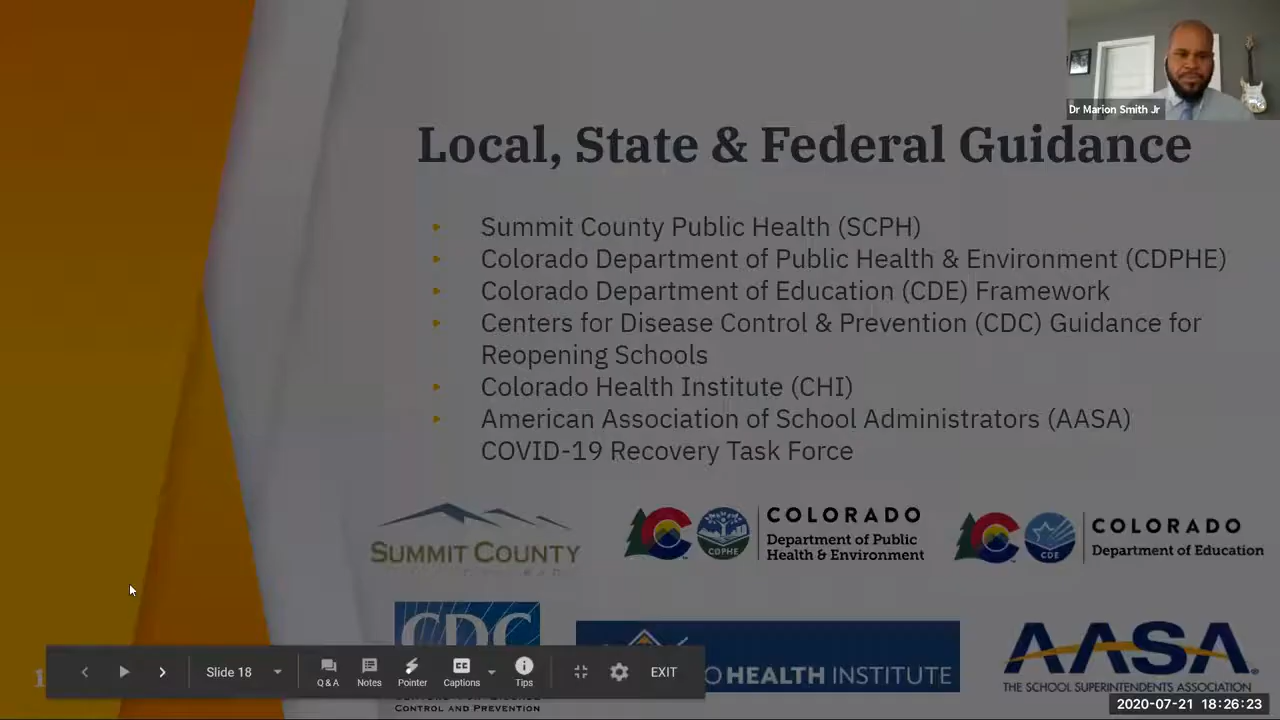 Dr Marion Smith Jr
Local, State & Federal Guidance
Summit County Public Health (SCPH)
Colorado Department of Public Health & Environment (CDPHE)
Colorado Department of Education (CDE) Framework
Centers for Disease Control & Prevention (CDC) Guidance for
Reopening Schools
Colorado Health Institute (CHI)
American Association of School Administrators (AASA)
COVID-19 Recovery Task Force
SUMMIT COUNTY
CDPHE
COLORADO
Department of Public
Health & Environment
CDE
COLORADO
Department of Education
CDC
CONTROL AND PREVENTION
O HEALTH INSTITUTE
AASA
THE SCHOOL SUPERINTENDENTS ASSOCIATION
Slide 18
Q & A
Notes
Pointer
Captions
Tips
EXIT
2020-07-21 18:26:23